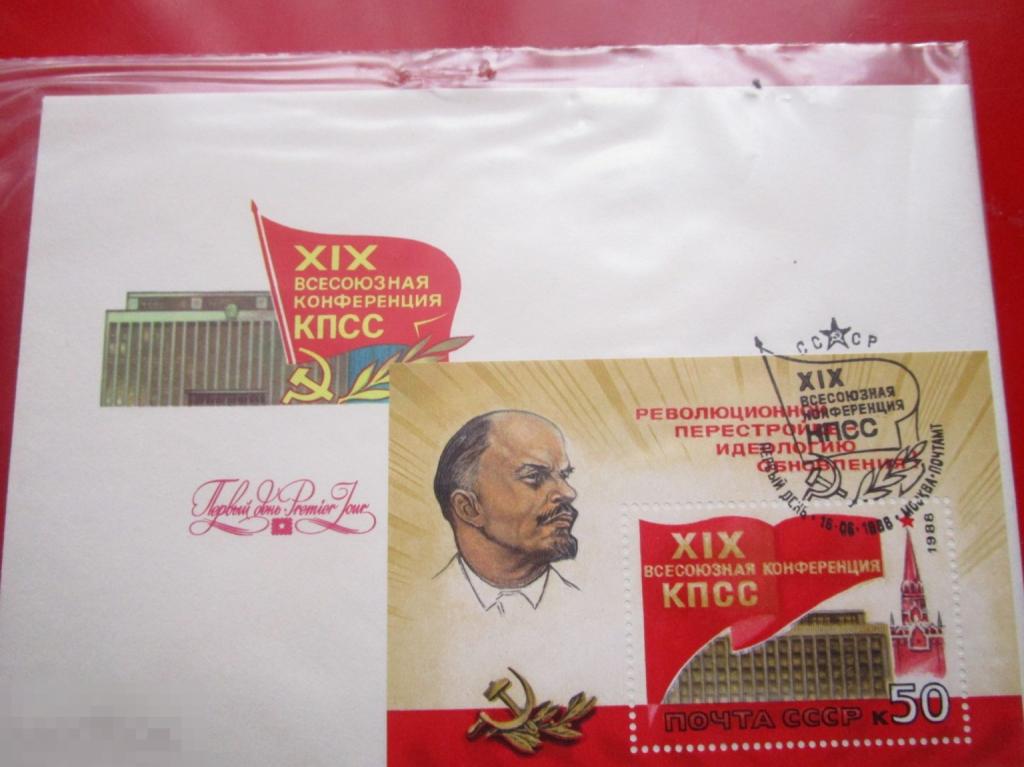 XIX
ВСЕСОЮЗНАЯ
КОНФЕРЕНЦИЯ
КПСС
Первый день Premier Jour
СССР
XIX
ВСЕСОЮЗНАЯ
КОНФЕРЕНЦИЯ
КПСС
ПЕРВЫЙ ДЕНЬ · 16·06·1988 · МОСКВА·ПОЧТАМТ
РЕВОЛЮЦИОННОЙ
ПЕРЕСТРОЙКЕ -
ИДЕОЛОГИЮ
ОБНОВЛЕНИЯ
1988
XIX
ВСЕСОЮЗНАЯ КОНФЕРЕНЦИЯ
КПСС
ПОЧТА СССР К50